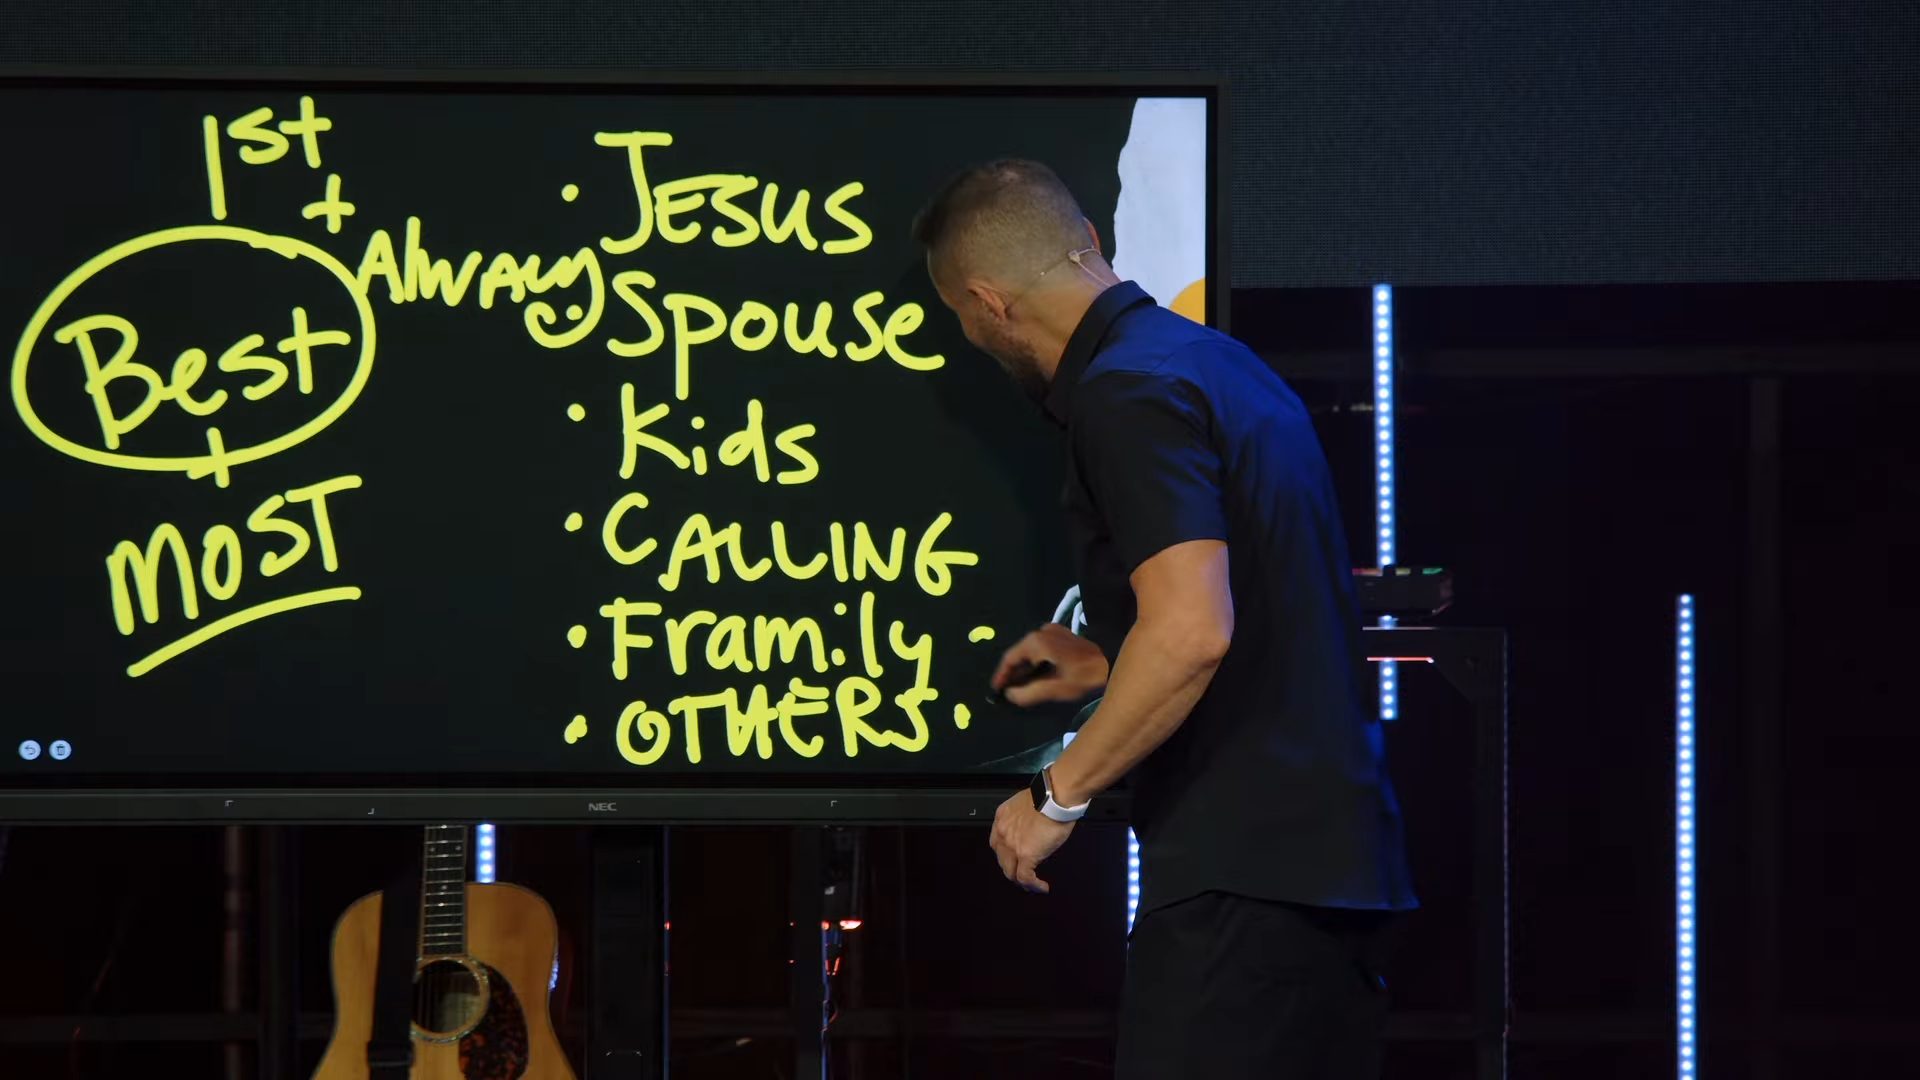 1st
+
Always
Best
+
MOST
• JESUS
Spouse
• Kids
• CALLING
• Framily -
• OTHERS •
NEC